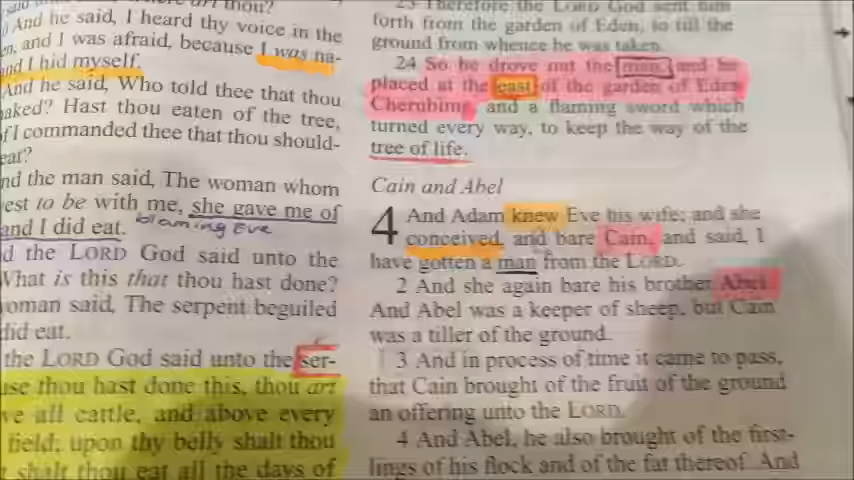 thou?
And he said, I heard thy voice in the
en, and I was afraid, because I was na-
and I hid myself.
And he said, Who told thee that thou
naked? Hast thou eaten of the tree,
of I commanded thee that thou should-
eat?
nd the man said, The woman whom
est to be with me, she gave me of
and I did eat. blaming Eve
d the LORD God said unto the
What is this that thou hast done?
woman said, The serpent beguiled
did eat.
the LORD God said unto the ser-
use thou hast done this, thou art
ve all cattle, and above every
field; upon thy belly shalt thou
t shalt thou eat all the days of
23 Therefore the LORD God sent him
forth from the garden of Eden, to till the
ground from whence he was taken.
24 So he drove out the man; and he
placed at the east of the garden of Eden
Cherubims, and a flaming sword which
turned every way, to keep the way of the
tree of life.
Cain and Abel
4 And Adam knew Eve his wife; and she
conceived, and bare Cain, and said, I
have gotten a man from the LORD.
2 And she again bare his brother Abel.
And Abel was a keeper of sheep, but Cain
was a tiller of the ground.
3 And in process of time it came to pass,
that Cain brought of the fruit of the ground
an offering unto the LORD.
4 And Abel, he also brought of the first-
lings of his flock and of the fat thereof. And